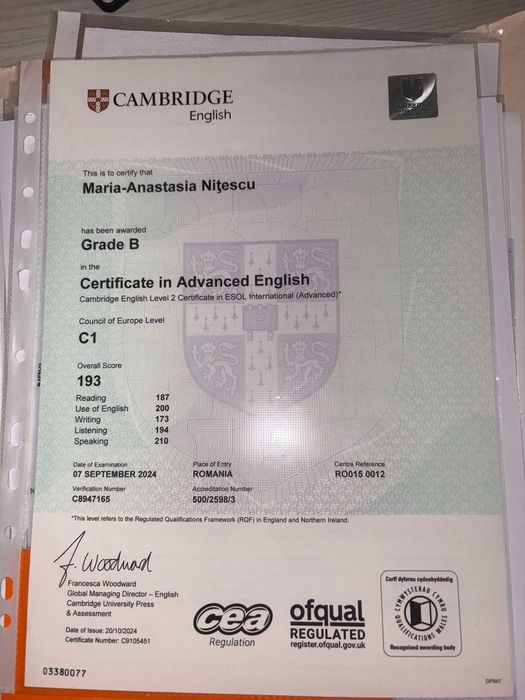 CAMBRIDGE
English
This is to certify that
Maria-Anastasia Niţescu
has been awarded
Grade B
in the
Certificate in Advanced English
Cambridge English Level 2 Certificate in ESOL International (Advanced)*
Council of Europe Level
C1
Overall Score
193
Reading 187
Use of English 200
Writing 173
Listening 194
Speaking 210
Date of Examination Place of Entry Centre Reference
07 SEPTEMBER 2024 ROMANIA RO015 0012
Verification Number Accreditation Number
C8947165 500/2598/3
*This level refers to the Regulated Qualifications Framework (RQF) in England and Northern Ireland.
F. Woodward
Francesca Woodward
Global Managing Director – English
Cambridge University Press
& Assessment
Date of Issue: 20/10/2024
Certificate Number: C9105451
03380077
cea
Regulation
ofqual
REGULATED
register.ofqual.gov.uk
Corff dyfarnu cydnabyddedig
CYMWYSTERAU CYMRU
QUALIFICATIONS WALES
Recognised awarding body
DP847